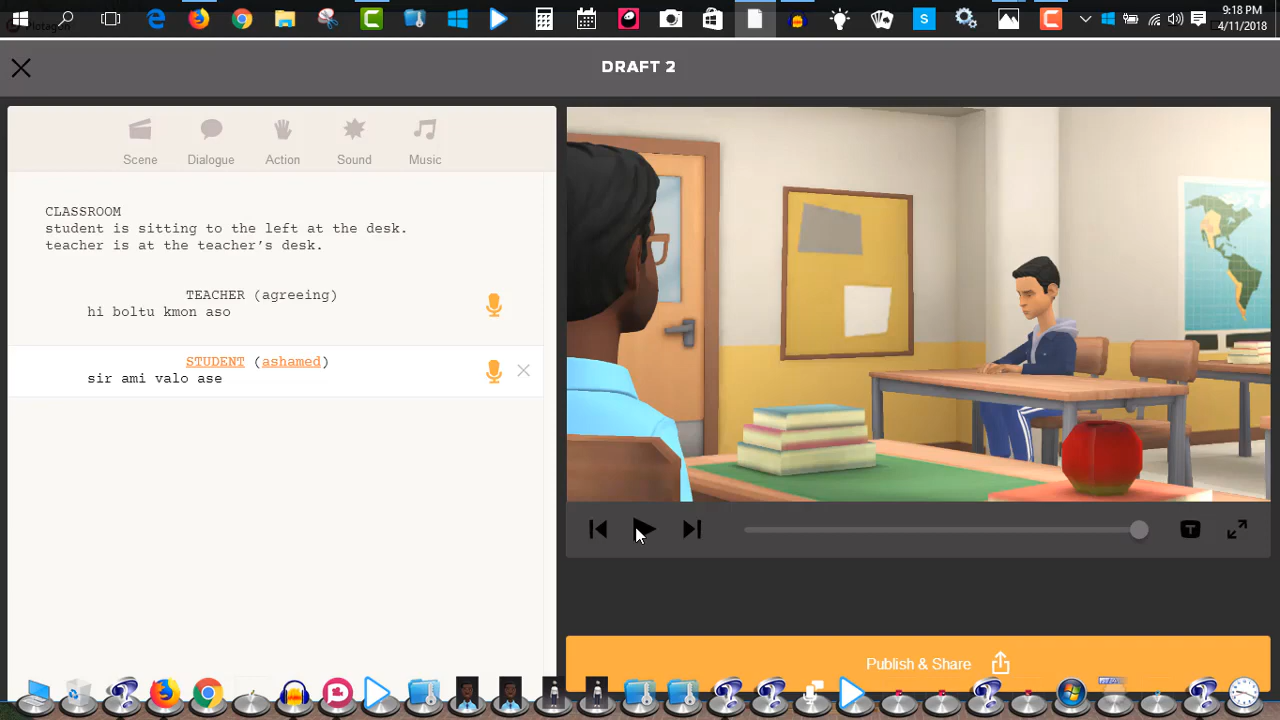 9:18 PM
4/11/2018
Plotagon
DRAFT 2
Scene
Dialogue
Action
Sound
Music
CLASSROOM
student is sitting to the left at the desk.
teacher is at the teacher's desk.
TEACHER (agreeing)
hi boltu kmon aso
STUDENT (ashamed)
sir ami valo ase
T
Publish & Share